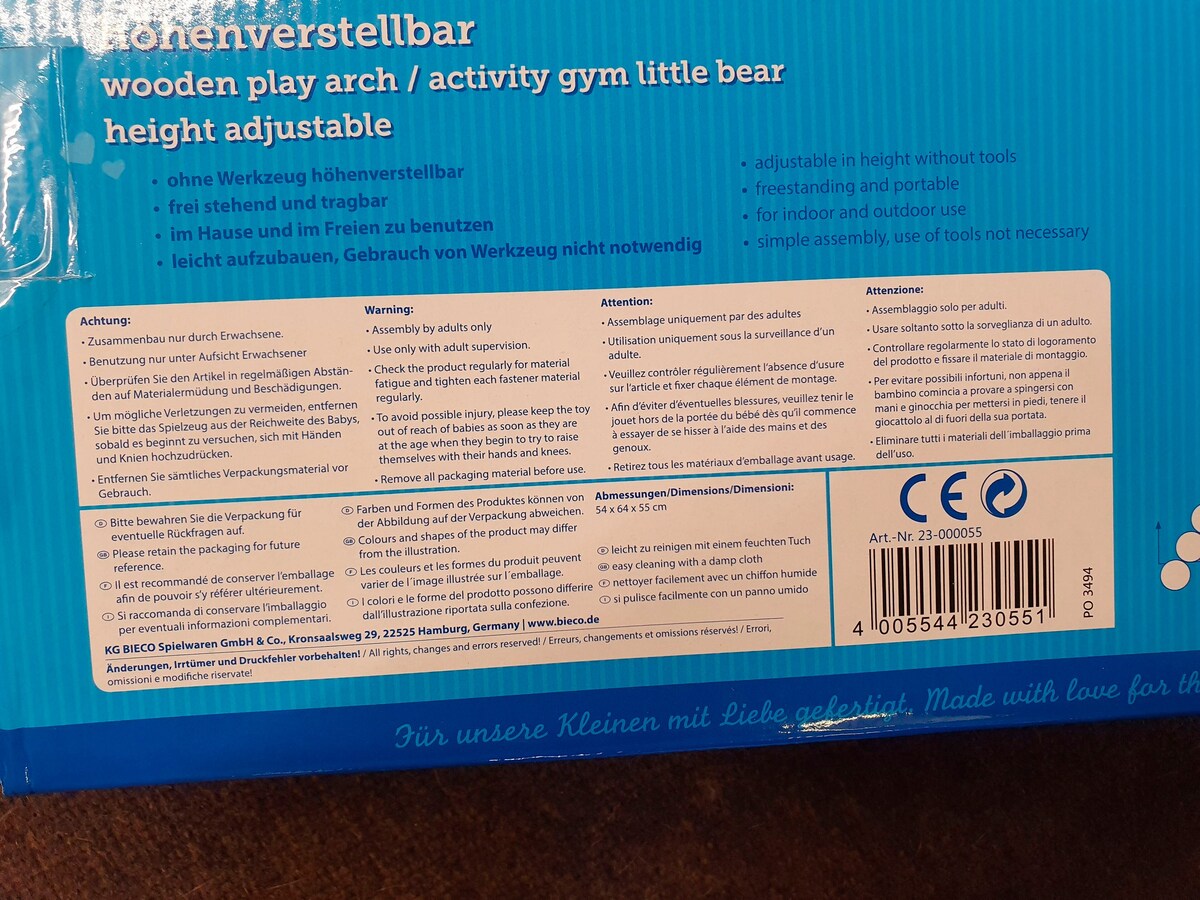 höhenverstellbar
wooden play arch / activity gym little bear
height adjustable
• ohne Werkzeug höhenverstellbar
• frei stehend und tragbar
• im Hause und im Freien zu benutzen
• leicht aufzubauen, Gebrauch von Werkzeug nicht notwendig
• adjustable in height without tools
• freestanding and portable
• for indoor and outdoor use
• simple assembly, use of tools not necessary
Achtung:
• Zusammenbau nur durch Erwachsene.
• Benutzung nur unter Aufsicht Erwachsener
• Überprüfen Sie den Artikel in regelmäßigen Abstän-
den auf Materialermüdung und Beschädigungen.
• Um mögliche Verletzungen zu vermeiden, entfernen
Sie bitte das Spielzeug aus der Reichweite des Babys,
sobald es beginnt zu versuchen, sich mit Händen
und Knien hochzudrücken.
• Entfernen Sie sämtliches Verpackungsmaterial vor
Gebrauch.
Warning:
• Assembly by adults only
• Use only with adult supervision.
• Check the product regularly for material
fatigue and tighten each fastener material
regularly.
• To avoid possible injury, please keep the toy
out of reach of babies as soon as they are
at the age when they begin to try to raise
themselves with their hands and knees.
• Remove all packaging material before use.
Attention:
• Assemblage uniquement par des adultes
• Utilisation uniquement sous la surveillance d'un
adulte.
• Veuillez contrôler régulièrement l'absence d'usure
sur l'article et fixer chaque élément de montage.
• Afin d'éviter d'éventuelles blessures, veuillez tenir le
jouet hors de la portée du bébé dès qu'il commence
à essayer de se hisser à l'aide des mains et des
genoux.
• Retirez tous les matériaux d'emballage avant usage.
Attenzione:
• Assemblaggio solo per adulti.
• Usare soltanto sotto la sorveglianza di un adulto.
• Controllare regolarmente lo stato di logoramento
del prodotto e fissare il materiale di montaggio.
• Per evitare possibili infortuni, non appena il
bambino comincia a provare a spingersi con
mani e ginocchia per mettersi in piedi, tenere il
giocattolo al di fuori della sua portata.
• Eliminare tutti i materiali dell´imballaggio prima
dell'uso.
D Bitte bewahren Sie die Verpackung für
eventuelle Rückfragen auf.
GB Please retain the packaging for future
reference.
F Il est recommandé de conserver l'emballage
afin de pouvoir s'y référer ultérieurement.
I Si raccomanda di conservare l'imballaggio
per eventuali informazioni complementari.
D Farben und Formen des Produktes können von
der Abbildung auf der Verpackung abweichen.
GB Colours and shapes of the product may differ
from the illustration.
F Les couleurs et les formes du produit peuvent
varier de l´image illustrée sur l´emballage.
I I colori e le forme del prodotto possono differire
dall'illustrazione riportata sulla confezione.
Abmessungen/Dimensions/Dimensioni:
54 x 64 x 55 cm
D leicht zu reinigen mit einem feuchten Tuch
GB easy cleaning with a damp cloth
F nettoyer facilement avec un chiffon humide
I si pulisce facilmente con un panno umido
KG BIECO Spielwaren GmbH & Co., Kronsaalsweg 29, 22525 Hamburg, Germany | www.bieco.de
Änderungen, Irrtümer und Druckfehler vorbehalten! / All rights, changes and errors reserved! / Erreurs, changements et omissions réservés! / Errori,
omissioni e modifiche riservate!
CE
Art.-Nr. 23-000055
4 005544 230551
PO 3494
Für unsere Kleinen mit Liebe gefertigt. Made with love for